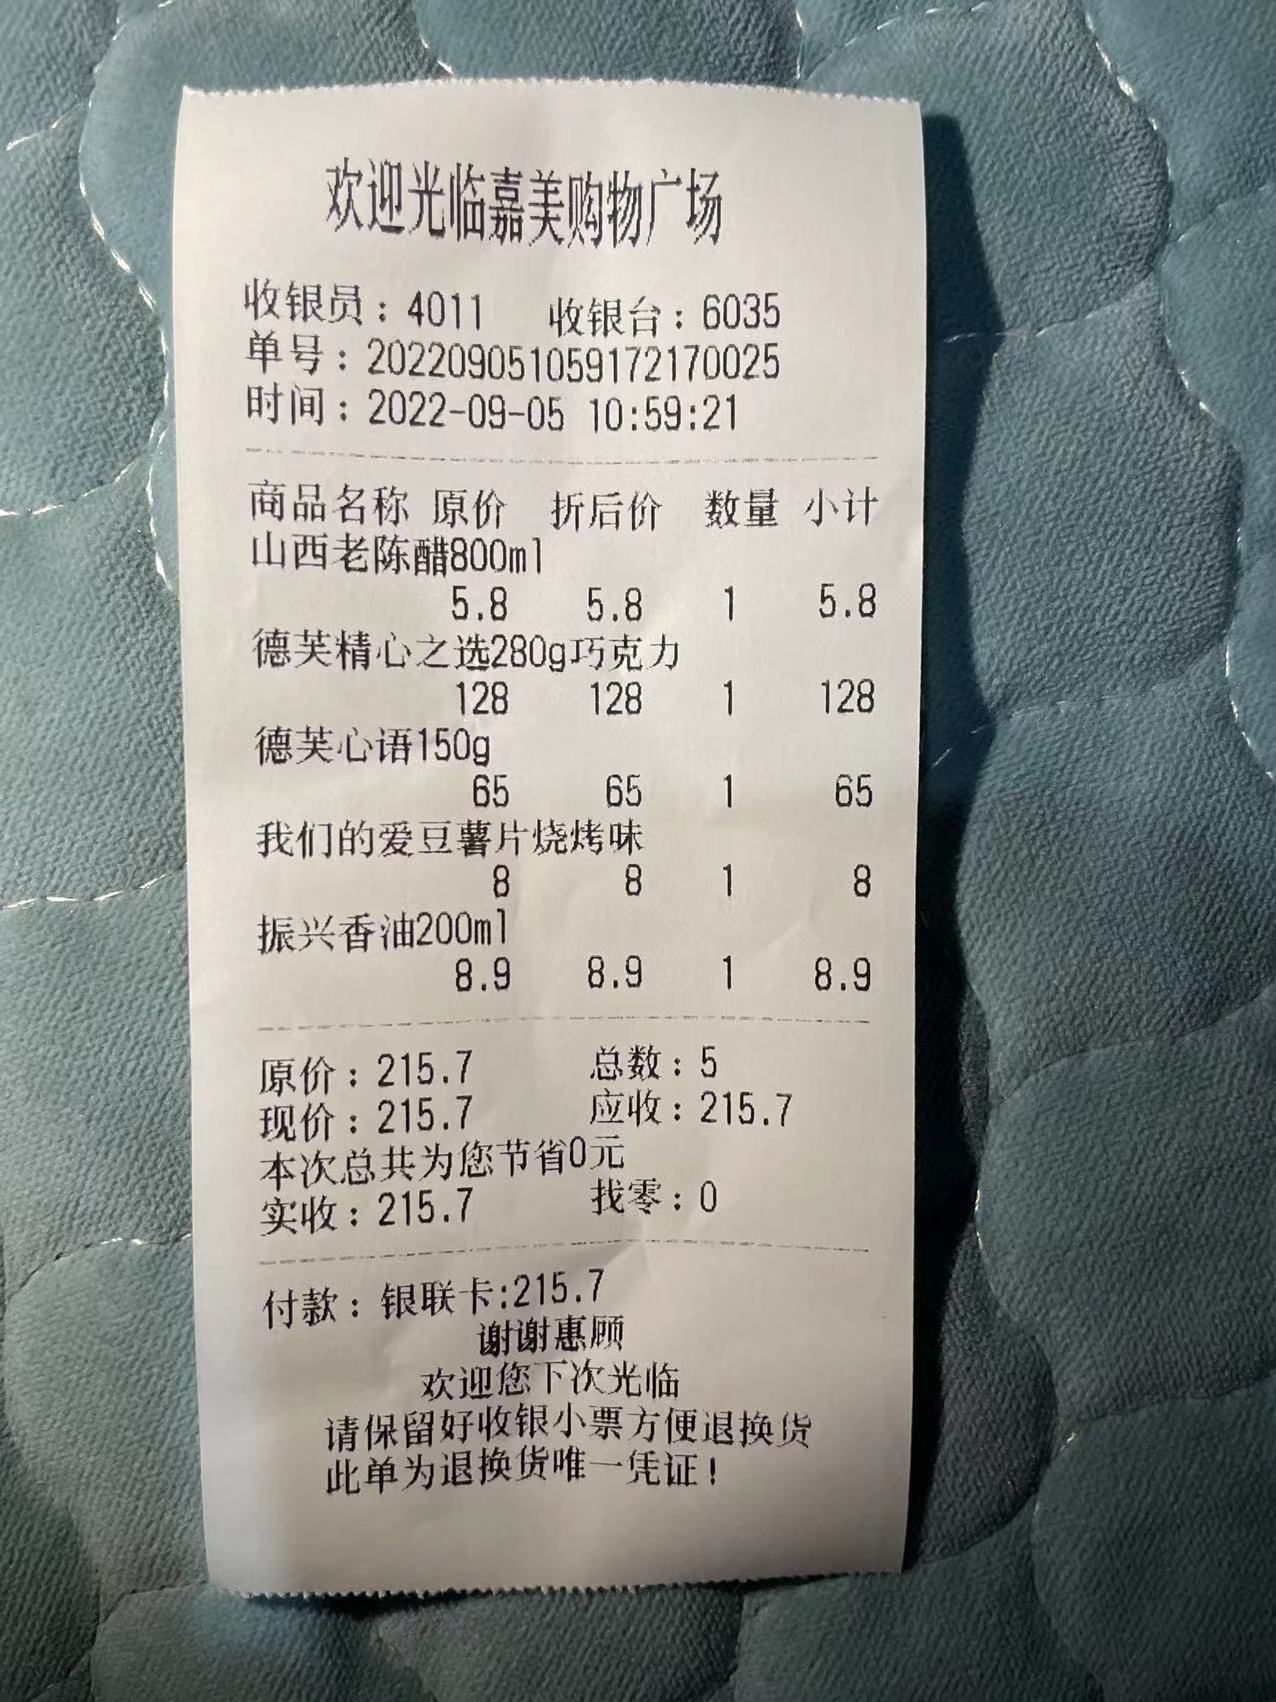 欢迎光临嘉美购物广场
收银员：4011 收银台：6035
单号：202209051059172170025
时间：2022-09-05 10:59:21
商品名称 原价 折后价 数量 小计
山西老陈醋800ml
5.8 5.8 1 5.8
德芙精心之选280g巧克力
128 128 1 128
德芙心语150g
65 65 1 65
我们的爱豆薯片烧烤味
8 8 1 8
振兴香油200ml
8.9 8.9 1 8.9
原价：215.7 总数：5
现价：215.7 应收：215.7
本次总共为您节省0元
实收：215.7 找零：0
付款：银联卡:215.7
谢谢惠顾
欢迎您下次光临
请保留好收银小票方便退换货
此单为退换货唯一凭证！